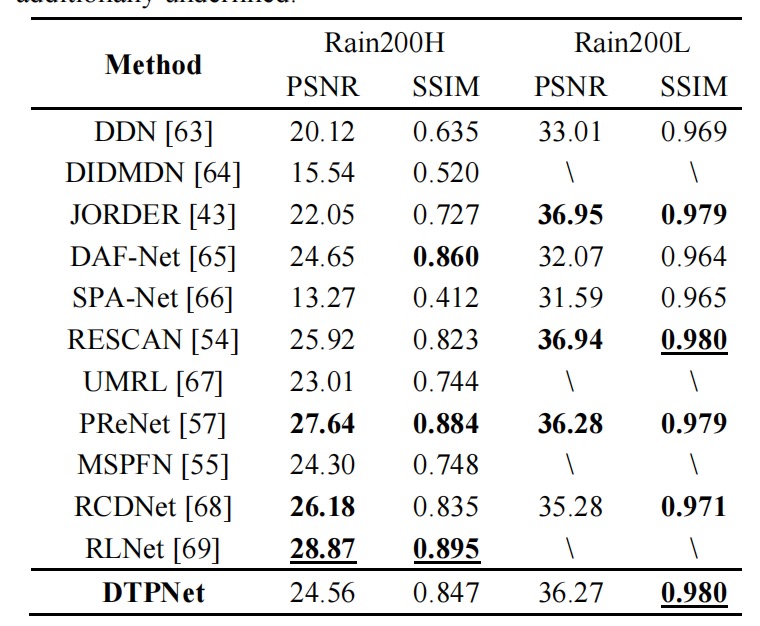 additionally underlined.
Method Rain200H Rain200L
PSNR SSIM PSNR SSIM
DDN [63] 20.12 0.635 33.01 0.969
DIDMDN [64] 15.54 0.520 \ \
JORDER [43] 22.05 0.727 36.95 0.979
DAF-Net [65] 24.65 0.860 32.07 0.964
SPA-Net [66] 13.27 0.412 31.59 0.965
RESCAN [54] 25.92 0.823 36.94 0.980
UMRL [67] 23.01 0.744 \ \
PReNet [57] 27.64 0.884 36.28 0.979
MSPFN [55] 24.30 0.748 \ \
RCDNet [68] 26.18 0.835 35.28 0.971
RLNet [69] 28.87 0.895 \ \
DTPNet 24.56 0.847 36.27 0.980